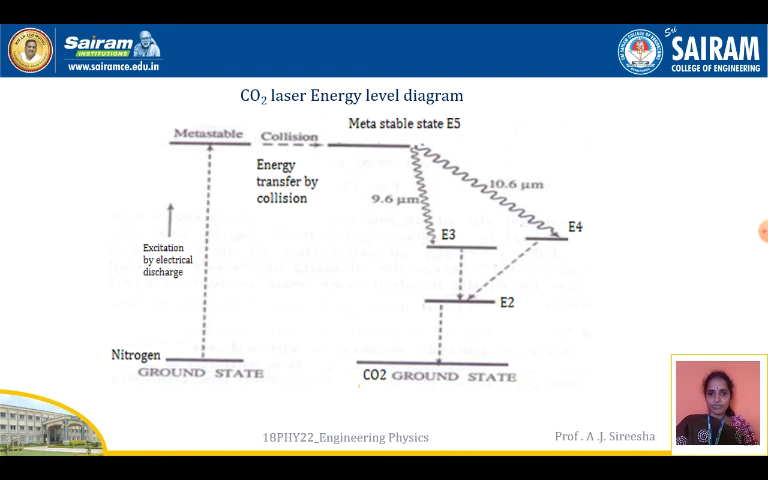 Sairam
INSTITUTIONS
www.sairamce.edu.in
Sri
SAIRAM
COLLEGE OF ENGINEERING
CO2 laser Energy level diagram
Meta stable state E5
Metastable
Collision
Energy
transfer by
collision
10.6 μm
9.6 μm
E3
E4
Excitation
by electrical
discharge
E2
Nitrogen
GROUND STATE
CO2 GROUND STATE
18PHY22_Engineering Physics
Prof . A .J. Sireesha